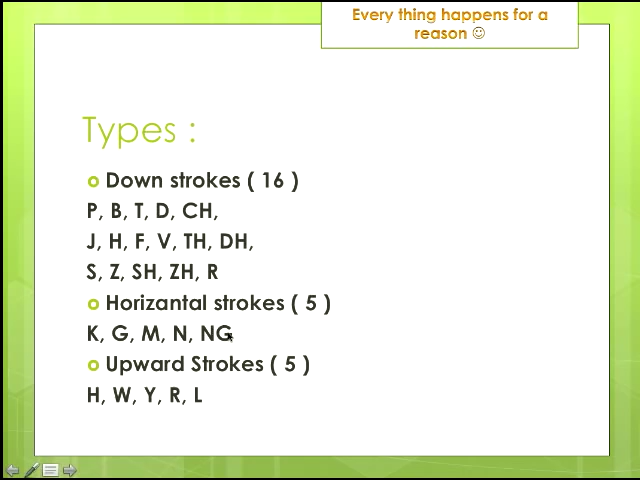 Every thing happens for a
reason ☺
Types :
Down strokes ( 16 )
P, B, T, D, CH,
J, H, F, V, TH, DH,
S, Z, SH, ZH, R
Horizantal strokes ( 5 )
K, G, M, N, NG
Upward Strokes ( 5 )
H, W, Y, R, L